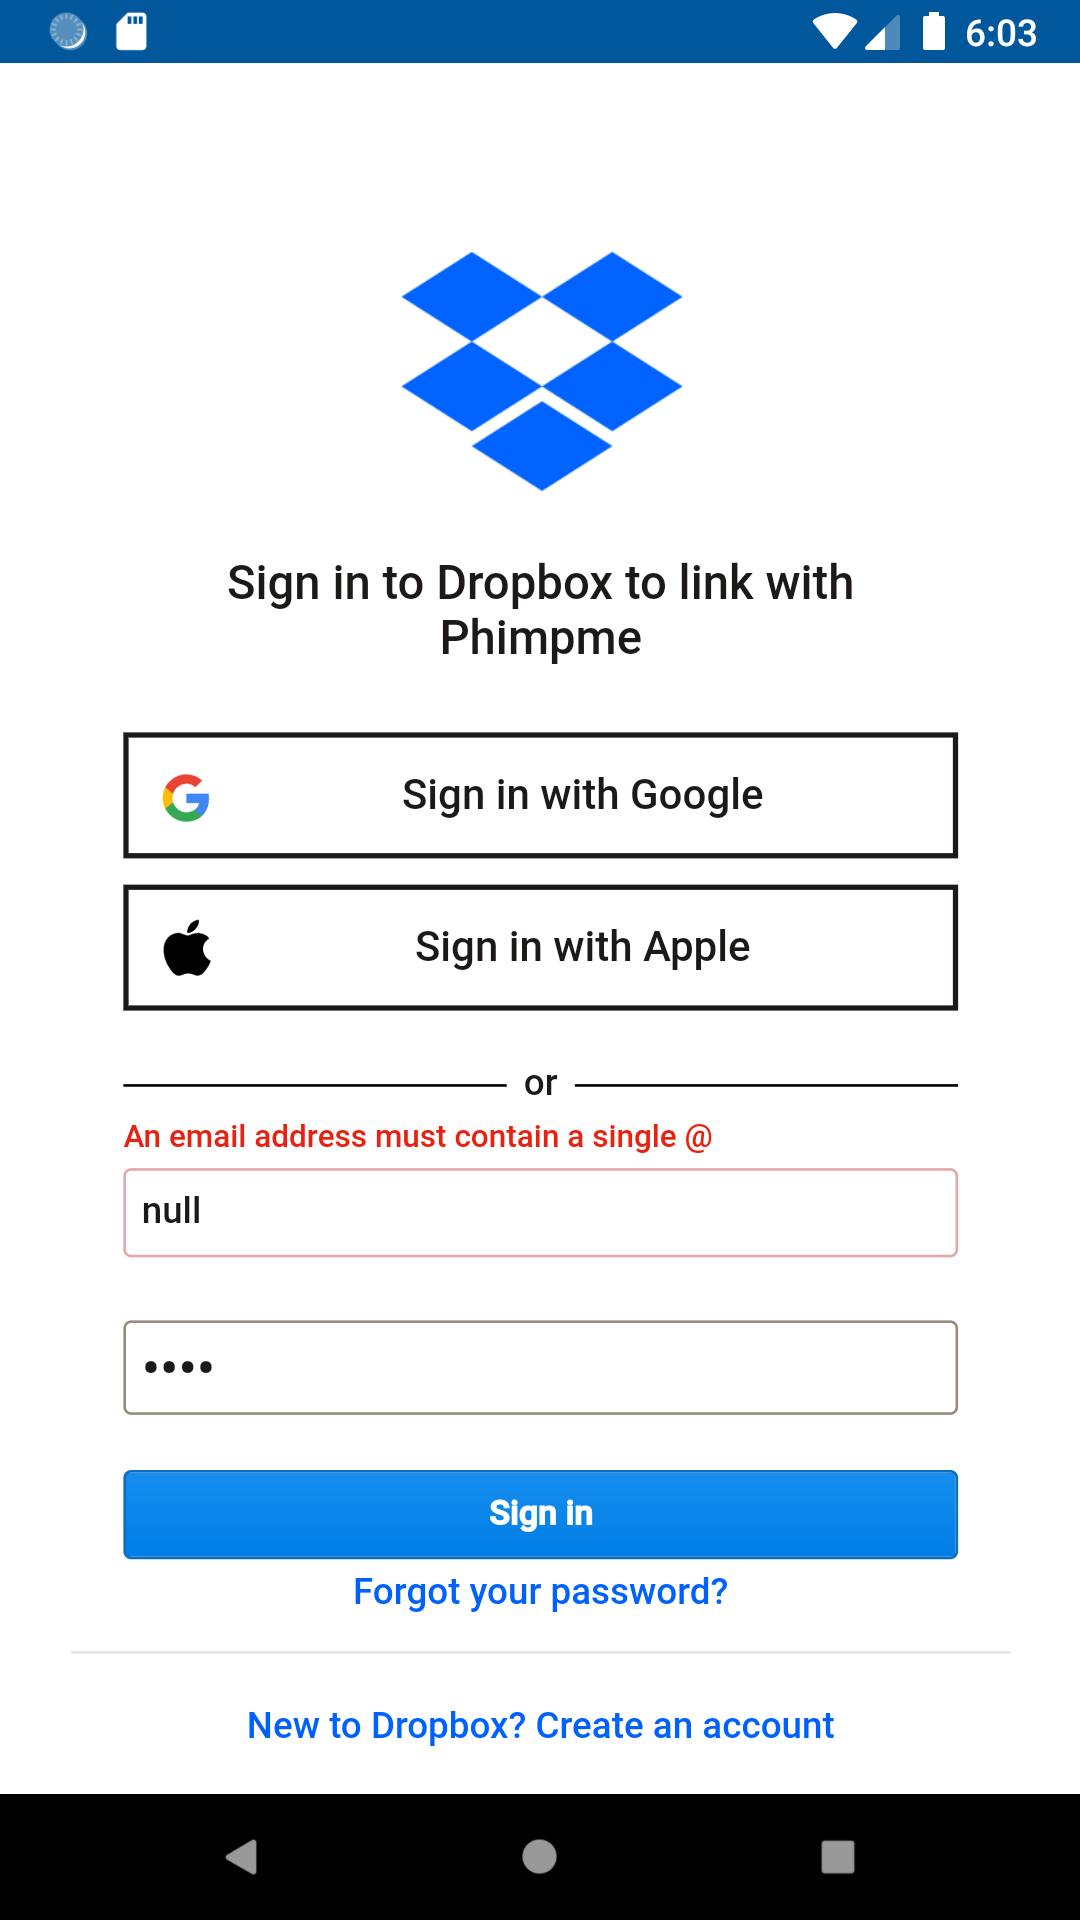 6:03
Sign in to Dropbox to link with
Phimpme
Sign in with Google
Sign in with Apple
or
An email address must contain a single @
null
••••
Sign in
Forgot your password?
New to Dropbox? Create an account